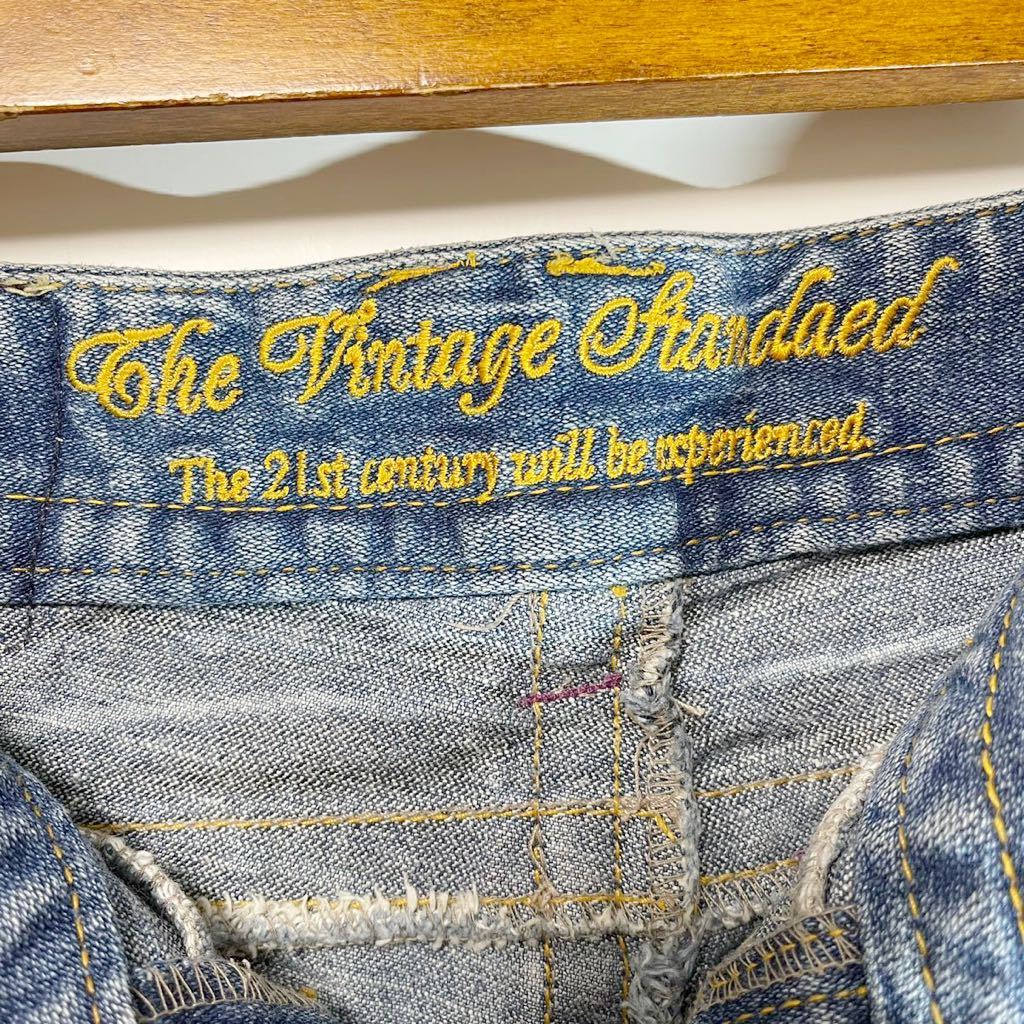 The Vintage Standaed
The 21st century will be experienced.